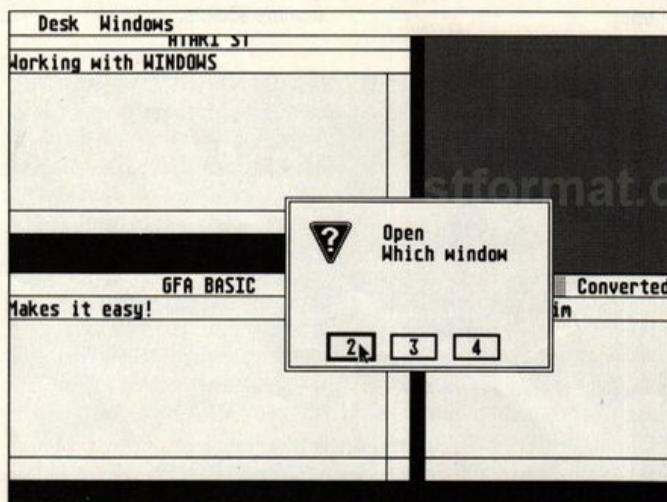 Desk Windows
ATARI ST
Working with WINDOWS
stformat.c
Open
Which window
GFA BASIC
Converted
Makes it easy!
im
2 3 4